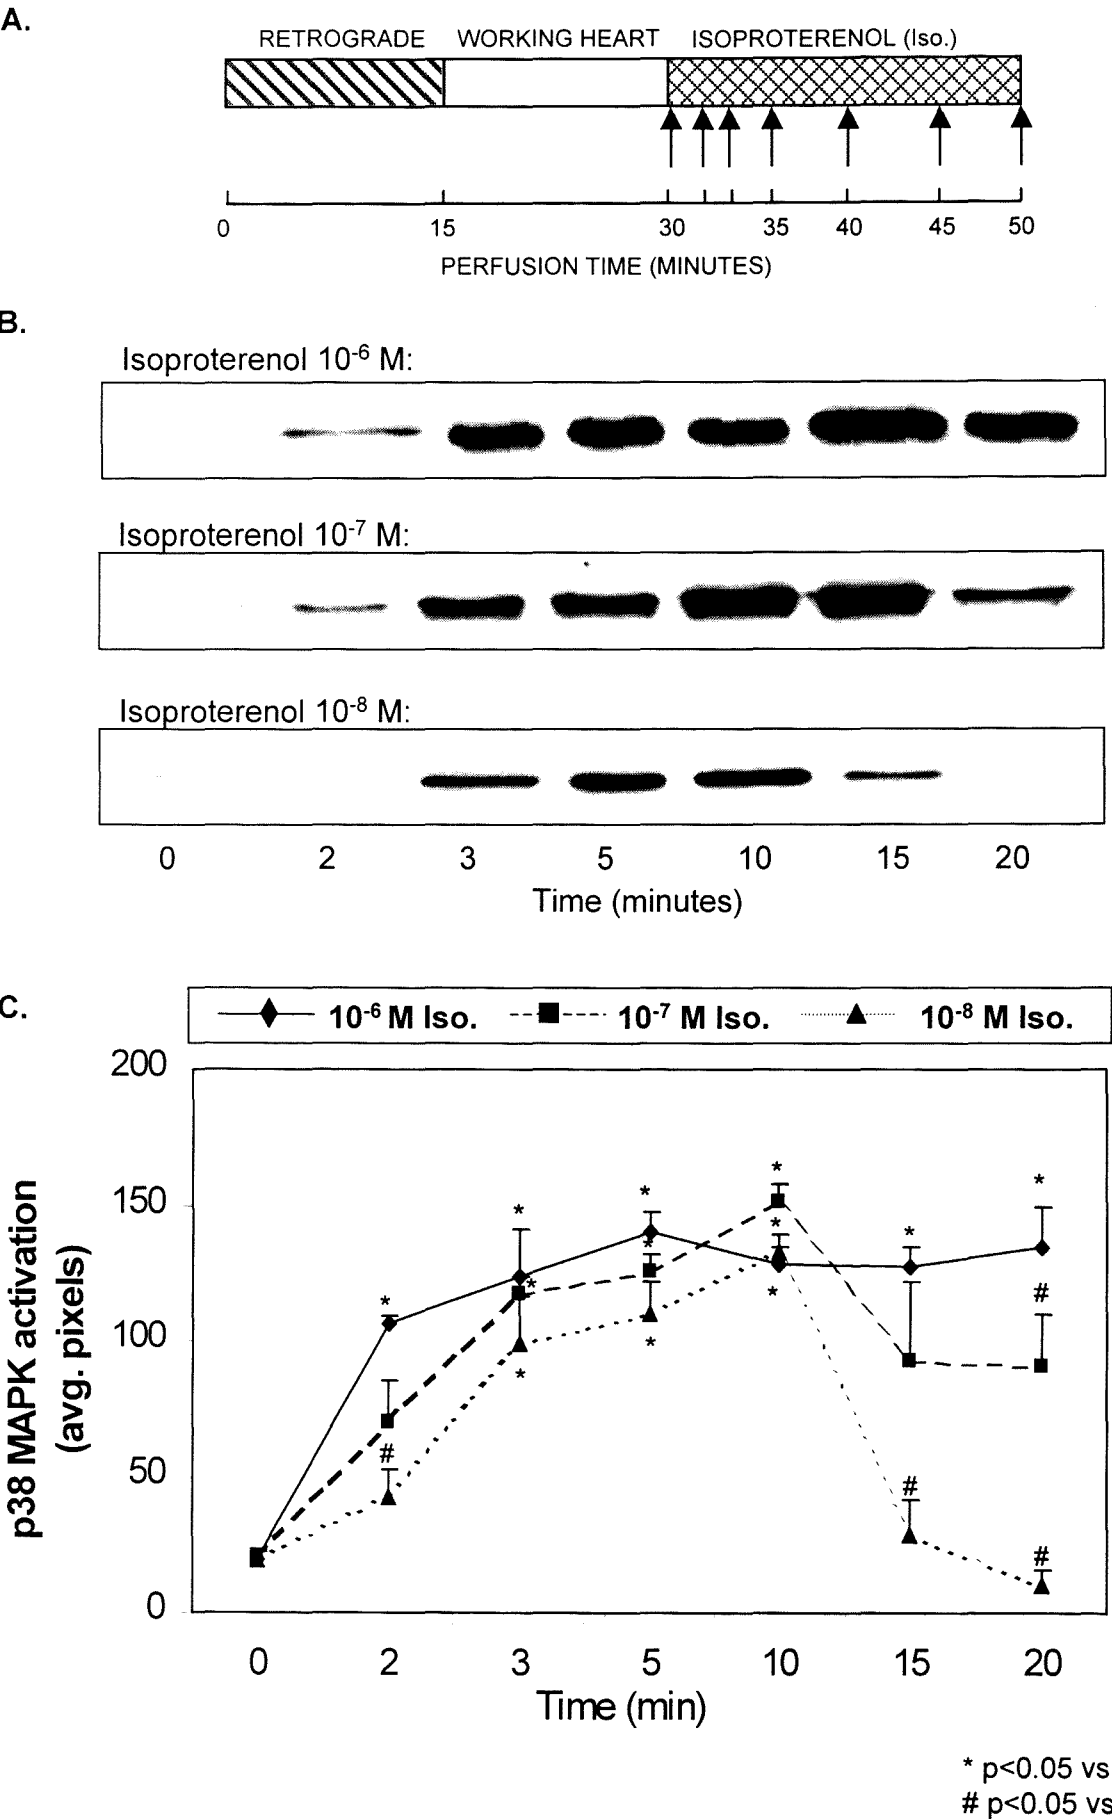 A.
RETROGRADE WORKING HEART ISOPROTERENOL (Iso.)
0 15 30 35 40 45 50
PERFUSION TIME (MINUTES)
B.
Isoproterenol 10⁻⁶ M:
Isoproterenol 10⁻⁷ M:
Isoproterenol 10⁻⁸ M:
0 2 3 5 10 15 20
Time (minutes)
C.
10⁻⁶ M Iso. 10⁻⁷ M Iso. 10⁻⁸ M Iso.
200
150
100
50
0
p38 MAPK activation
(avg. pixels)
* * * * * * * * * * * #
# # #
0 2 3 5 10 15 20
Time (min)
* p<0.05 vs
# p<0.05 vs